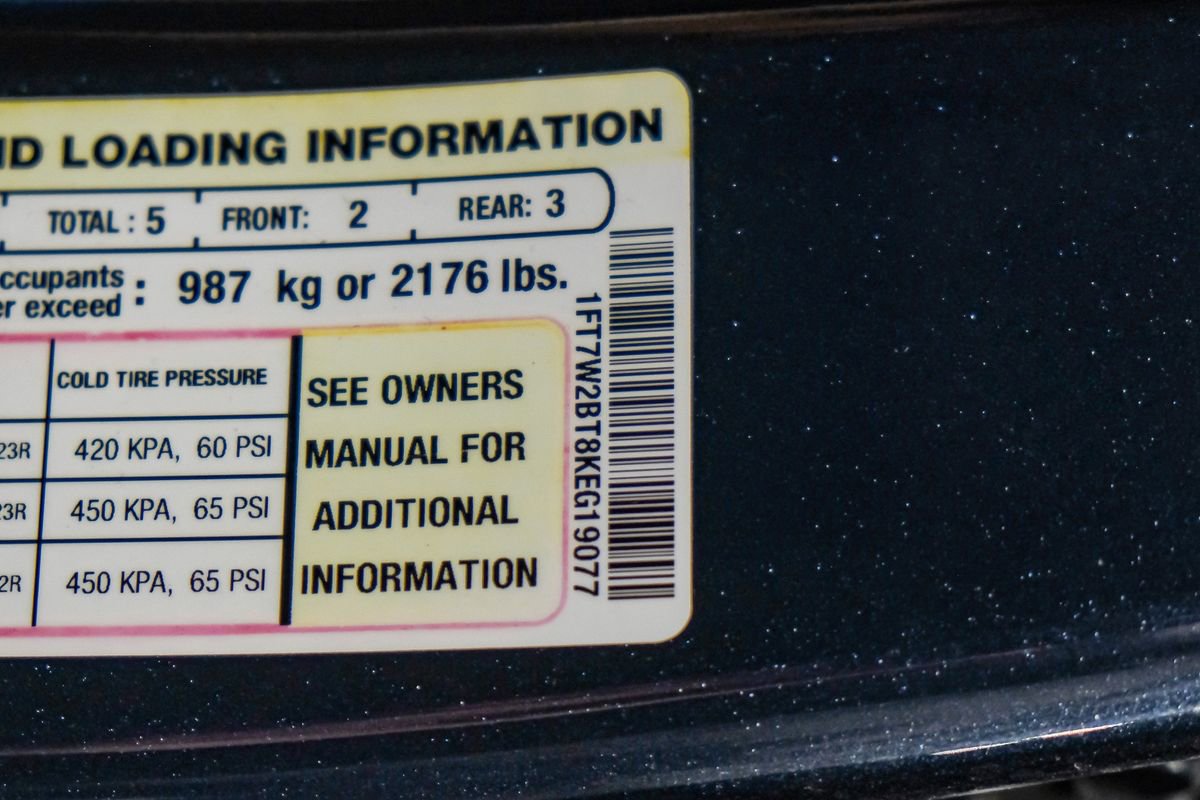 ND LOADING INFORMATION
TOTAL : 5 FRONT: 2 REAR: 3
ccupants
er exceed : 987 kg or 2176 lbs.
COLD TIRE PRESSURE
23R 420 KPA, 60 PSI
23R 450 KPA, 65 PSI
2R 450 KPA, 65 PSI
SEE OWNERS
MANUAL FOR
ADDITIONAL
INFORMATION
1FT7W2BT8KEG19077